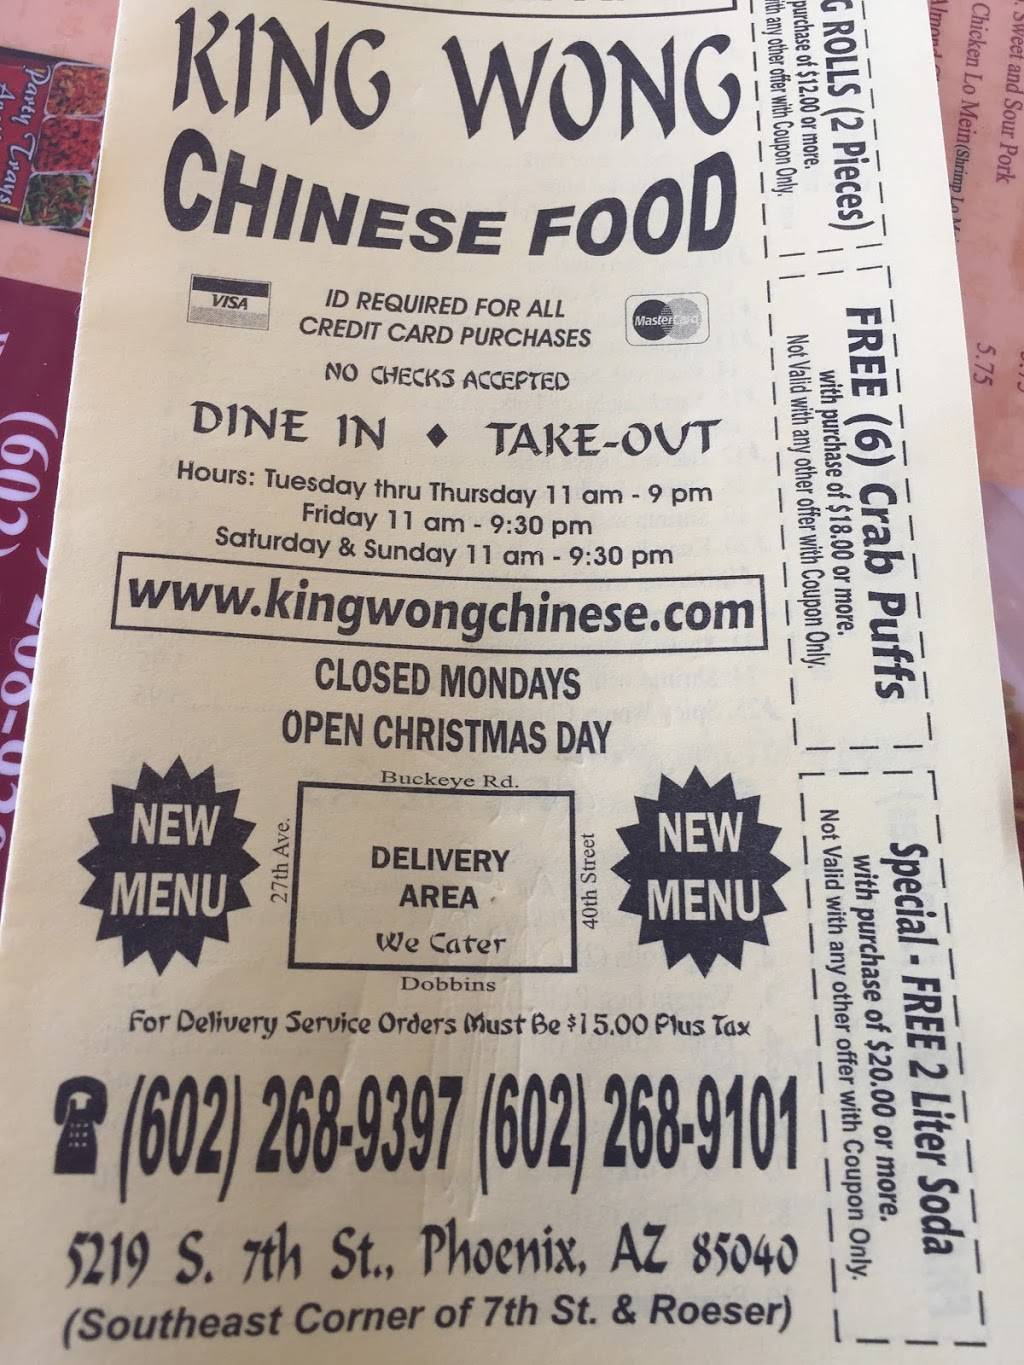 KING WONG
CHINESE FOOD
VISA
ID REQUIRED FOR ALL
CREDIT CARD PURCHASES
MasterCard
NO CHECKS ACCEPTED
DINE IN ♦ TAKE-OUT
Hours: Tuesday thru Thursday 11 am - 9 pm
Friday 11 am - 9:30 pm
Saturday & Sunday 11 am - 9:30 pm
www.kingwongchinese.com
CLOSED MONDAYS
OPEN CHRISTMAS DAY
NEW
MENU
Buckeye Rd.
27th Ave.
DELIVERY
AREA
We Cater
40th Street
Dobbins
NEW
MENU
For Delivery Service Orders Must Be $15.00 Plus Tax
(602) 268-9397 (602) 268-9101
5219 S. 7th St., Phoenix, AZ 85040
(Southeast Corner of 7th St. & Roeser)
ROLLS (2 Pieces)
purchase of $12.00 or more.
with any other offer with Coupon Only.
FREE (6) Crab Puffs
with purchase of $18.00 or more.
Not Valid with any other offer with Coupon Only.
Special - FREE 2 Liter Soda
with purchase of $20.00 or more.
Not Valid with any other offer with Coupon Only.
Sweet and Sour Pork
Chicken Lo Mein (Shrimp Lo
Almond
5.75
Party Trays!
(602)